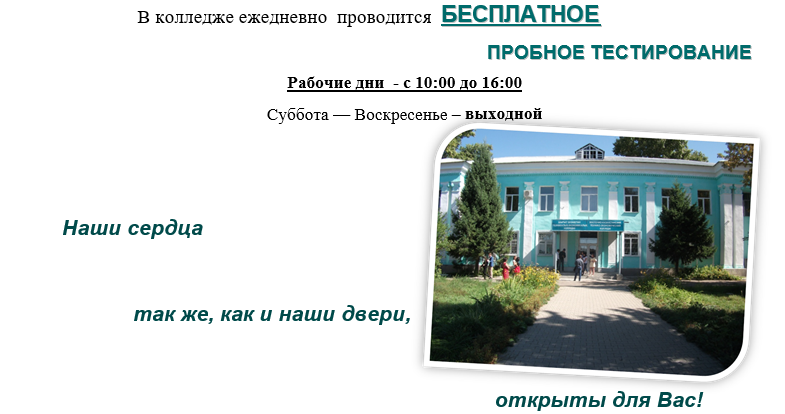 В колледже ежедневно проводится БЕСПЛАТНОЕ
ПРОБНОЕ ТЕСТИРОВАНИЕ
Рабочие дни - с 10:00 до 16:00
Суббота — Воскресенье – выходной
Наши сердца
так же, как и наши двери,
открыты для Вас!